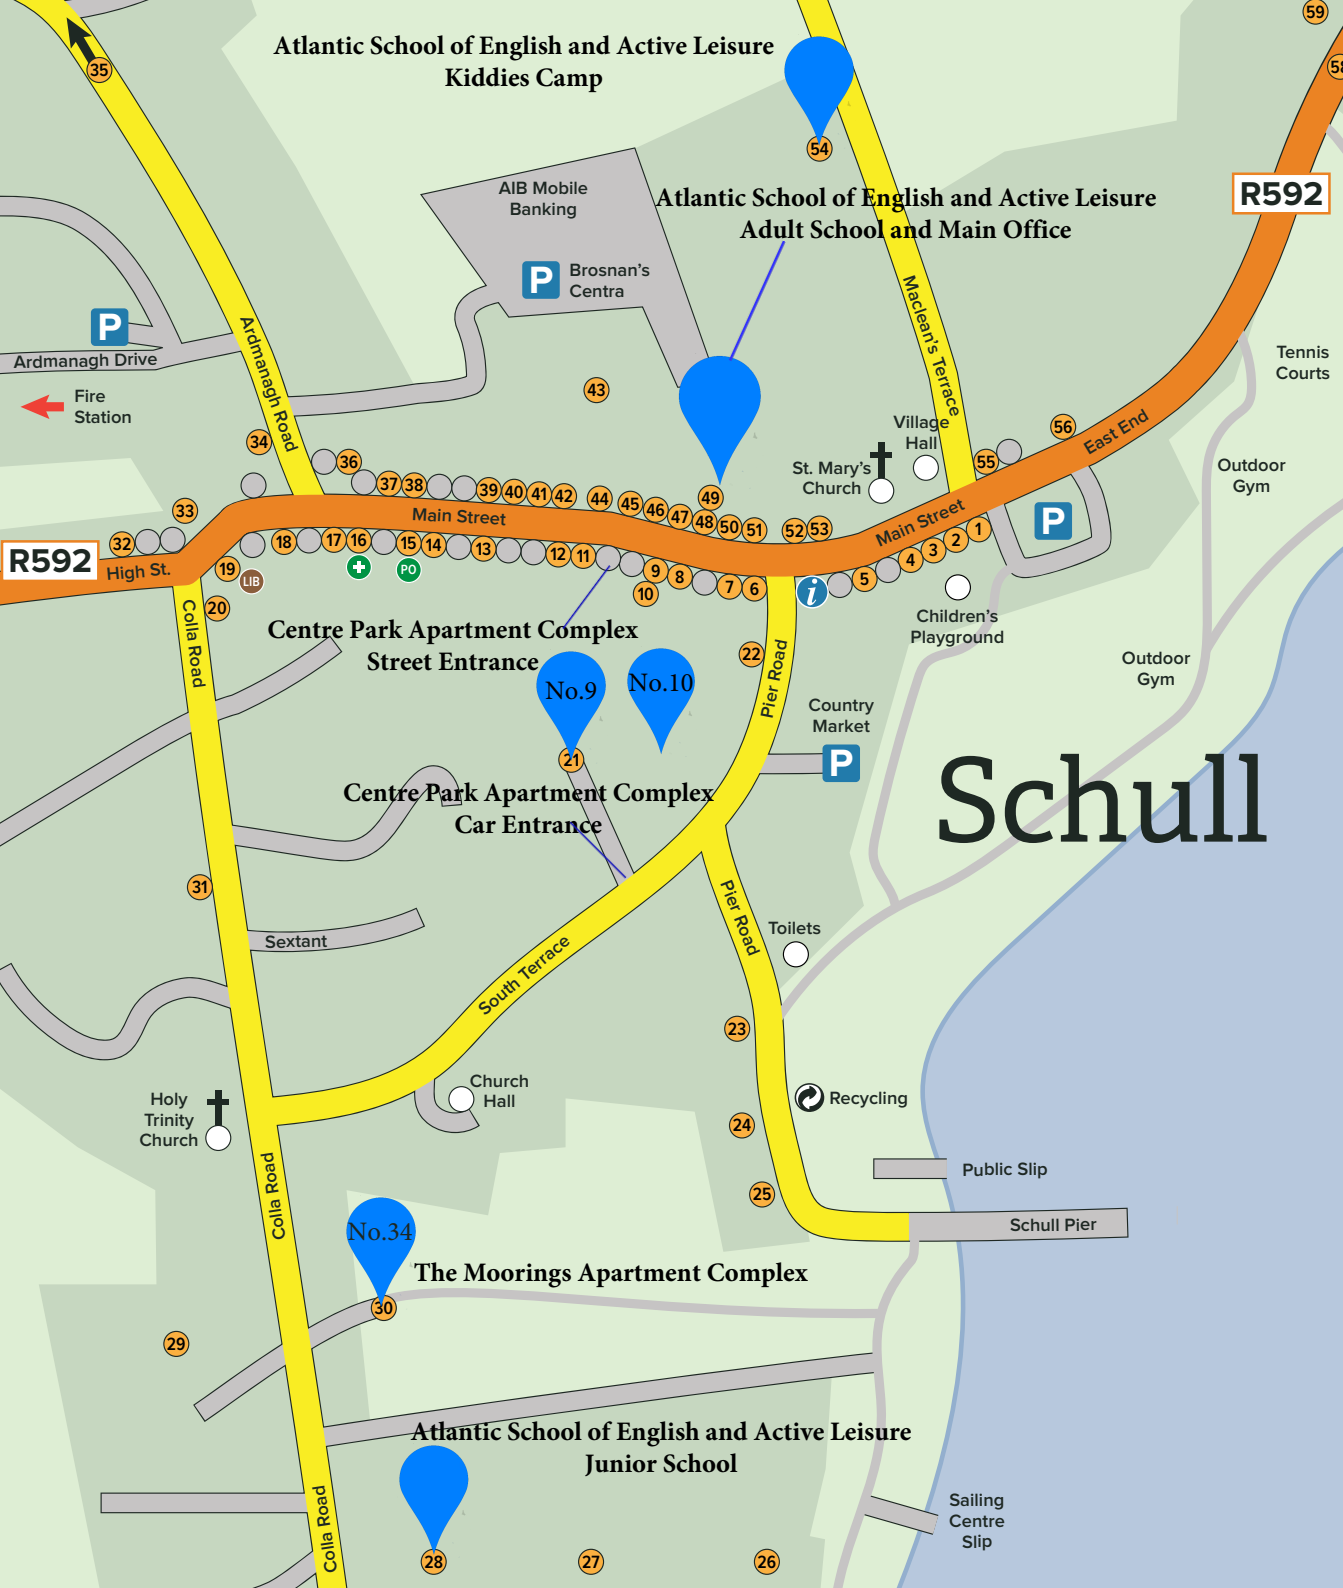 59
58
35
Atlantic School of English and Active Leisure
Kiddies Camp
54
AIB Mobile
Banking
Atlantic School of English and Active Leisure
Adult School and Main Office
R592
P
Brosnan's
Centra
Maclean's Terrace
P
Ardmanagh Drive
Ardmanagh Road
Fire
Station
Tennis
Courts
43
34
36
Village
Hall
St. Mary's
Church
56
East End
55
Outdoor
Gym
37
38
39
40
41
42
44
45
46
47
48
49
50
51
52
53
33
32
Main Street
Main Street
P
R592
High St.
18
17
16
15
14
13
12
11
9
8
10
7
6
i
5
4
3
2
1
19
LIB
PO
20
Colla Road
Children's
Playground
Centre Park Apartment Complex
Street Entrance
22
Pier Road
Outdoor
Gym
No.9
No.10
Country
Market
P
21
Schull
Centre Park Apartment Complex
Car Entrance
31
Sextant
Pier Road
Toilets
South Terrace
23
Holy
Trinity
Church
Church
Hall
Recycling
24
Colla Road
Public Slip
25
Schull Pier
No.34
The Moorings Apartment Complex
30
29
Atlantic School of English and Active Leisure
Junior School
Colla Road
Sailing
Centre
Slip
28
27
26